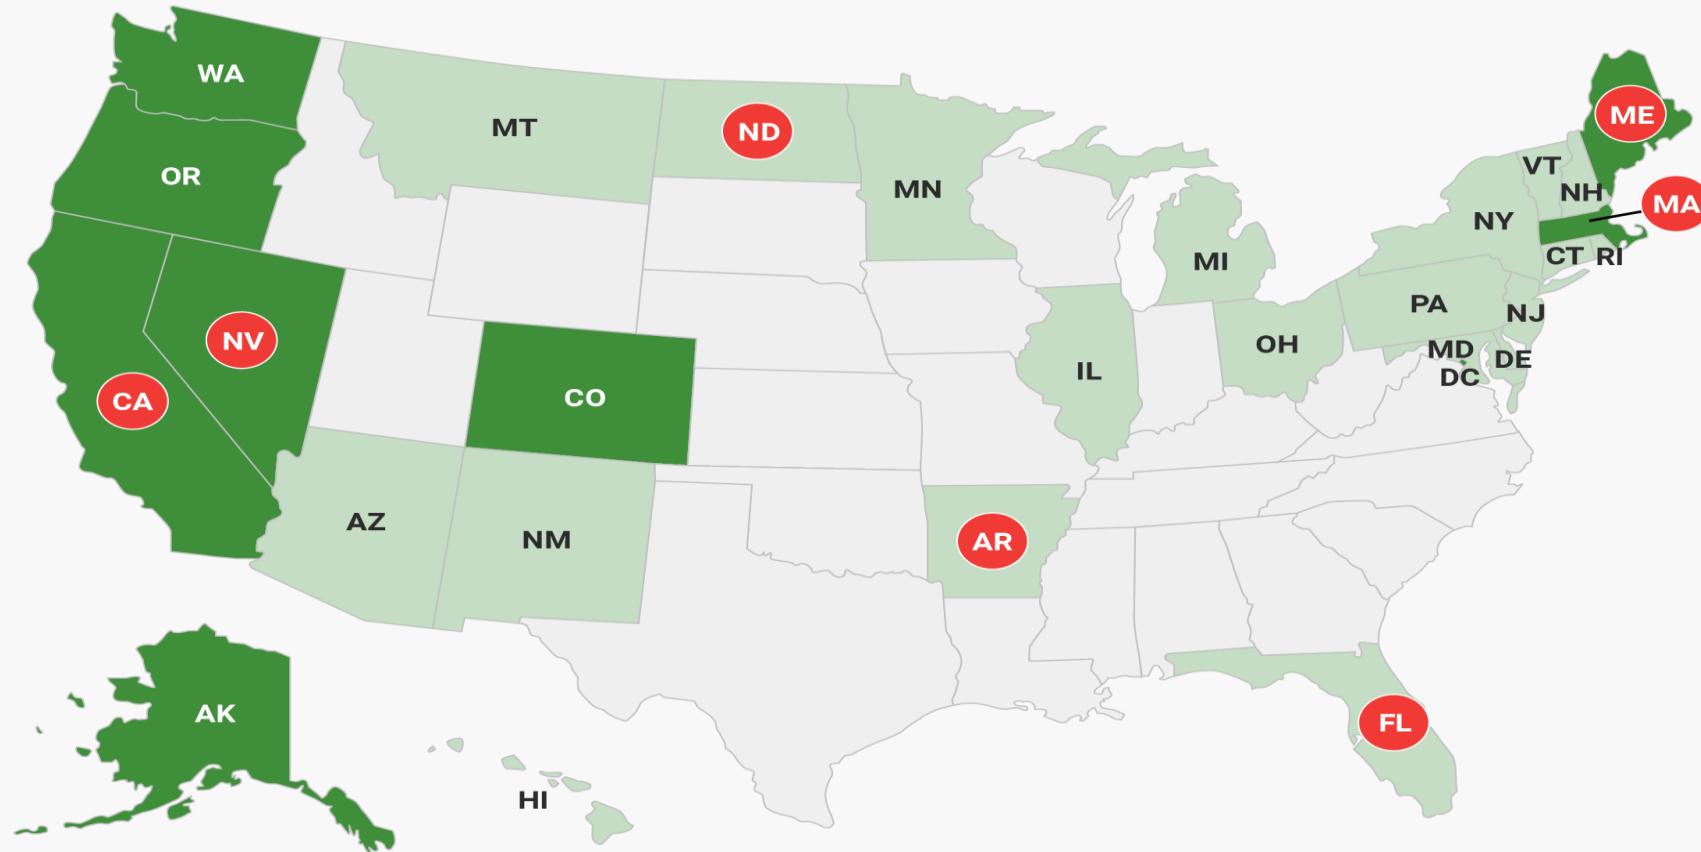 WA
ME
MT
ND
VT
OR
MN
NH
MA
NY
CT
RI
MI
PA
NJ
NV
OH
MD
DE
IL
DC
CO
CA
AZ
NM
AR
AK
FL
HI